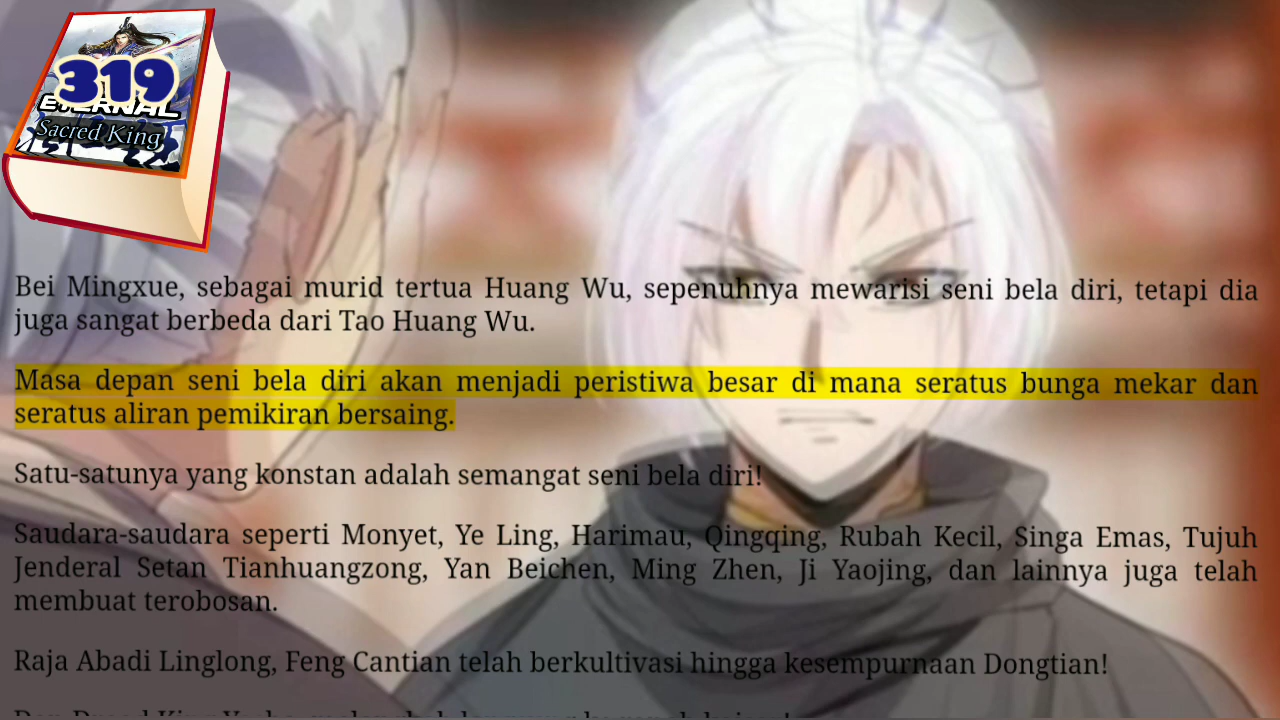 319
ETERNAL
Sacred King
Bei Mingxue, sebagai murid tertua Huang Wu, sepenuhnya mewarisi seni bela diri, tetapi dia
juga sangat berbeda dari Tao Huang Wu.
Masa depan seni bela diri akan menjadi peristiwa besar di mana seratus bunga mekar dan
seratus aliran pemikiran bersaing.
Satu-satunya yang konstan adalah semangat seni bela diri!
Saudara-saudara seperti Monyet, Ye Ling, Harimau, Qingqing, Rubah Kecil, Singa Emas, Tujuh
Jenderal Setan Tianhuangzong, Yan Beichen, Ming Zhen, Ji Yaojing, dan lainnya juga telah
membuat terobosan.
Raja Abadi Linglong, Feng Cantian telah berkultivasi hingga kesempurnaan Dongtian!